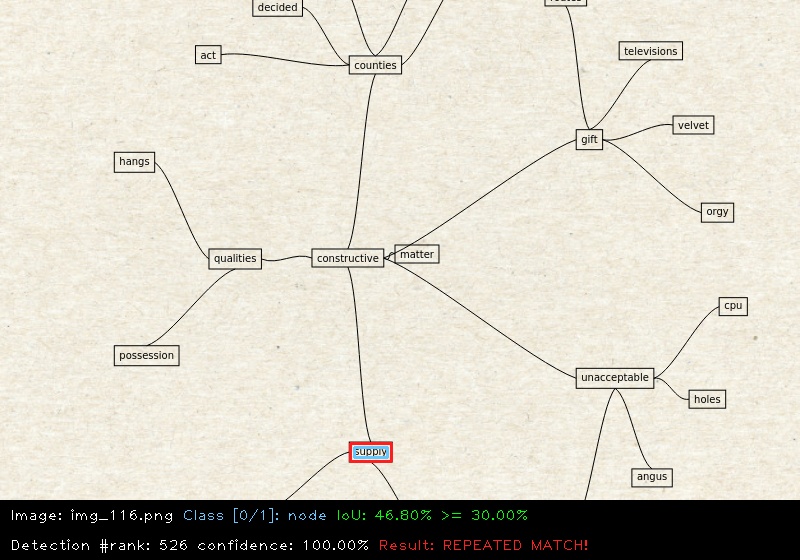 decided
act
counties
televisions
velvet
gift
hangs
orgy
qualities
constructive
matter
cpu
possession
unacceptable
holes
supply
angus
Image: img_116.png Class [0/1]: node IoU: 46.80% >= 30.00%
Detection #rank: 526 confidence: 100.00% Result: REPEATED MATCH!